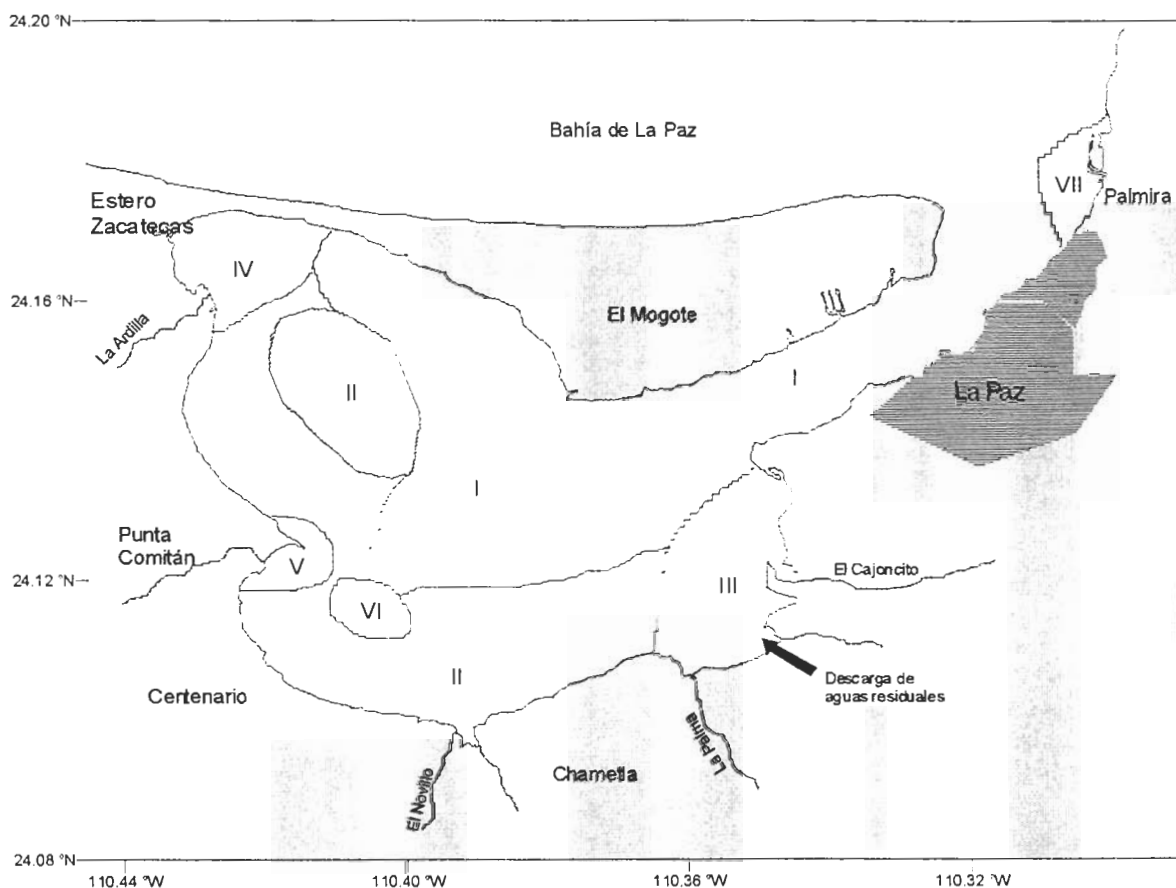 24.20 °N
Bahía de La Paz
Estero
Zacatecas
VII
Palmira
IV
24.16 °N
III
El Mogote
La Ardilla
I
II
La Paz
I
Punta
Comitán
V
24.12 °N
El Cajoncito
VI
III
II
Descarga de
aguas residuales
Centenario
La Palma
Chametla
El Novillo
24.08 °N
110.44 °W
110.40 °W
110.36 °W
110.32 °W